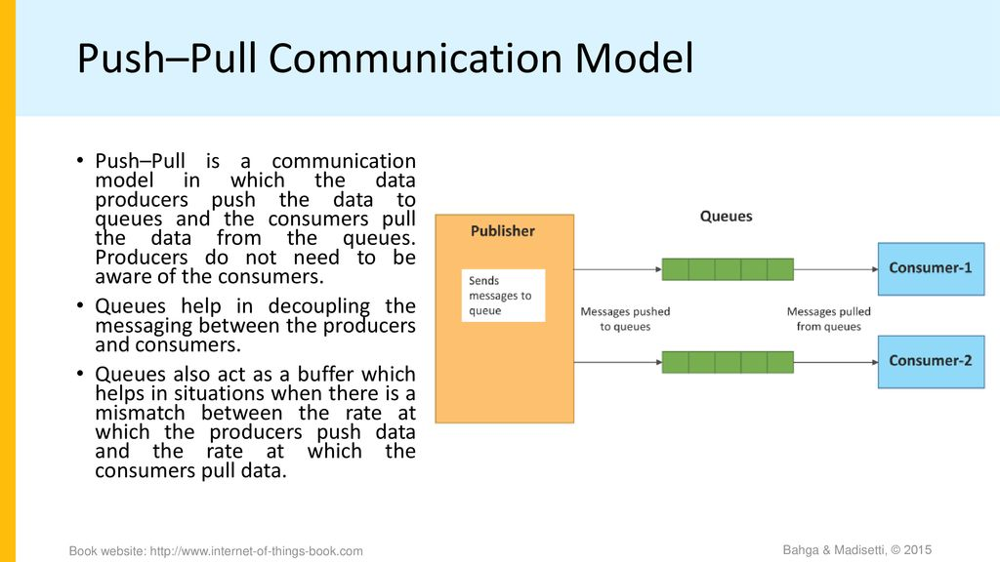 Push–Pull Communication Model
• Push–Pull is a communication
model in which the data
producers push the data to
queues and the consumers pull
the data from the queues.
Producers do not need to be
aware of the consumers.
• Queues help in decoupling the
messaging between the producers
and consumers.
• Queues also act as a buffer which
helps in situations when there is a
mismatch between the rate at
which the producers push data
and the rate at which the
consumers pull data.
Publisher
Sends
messages to
queue
Queues
Messages pushed
to queues
Messages pulled
from queues
Consumer-1
Consumer-2
Book website: http://www.internet-of-things-book.com
Bahga & Madisetti, © 2015